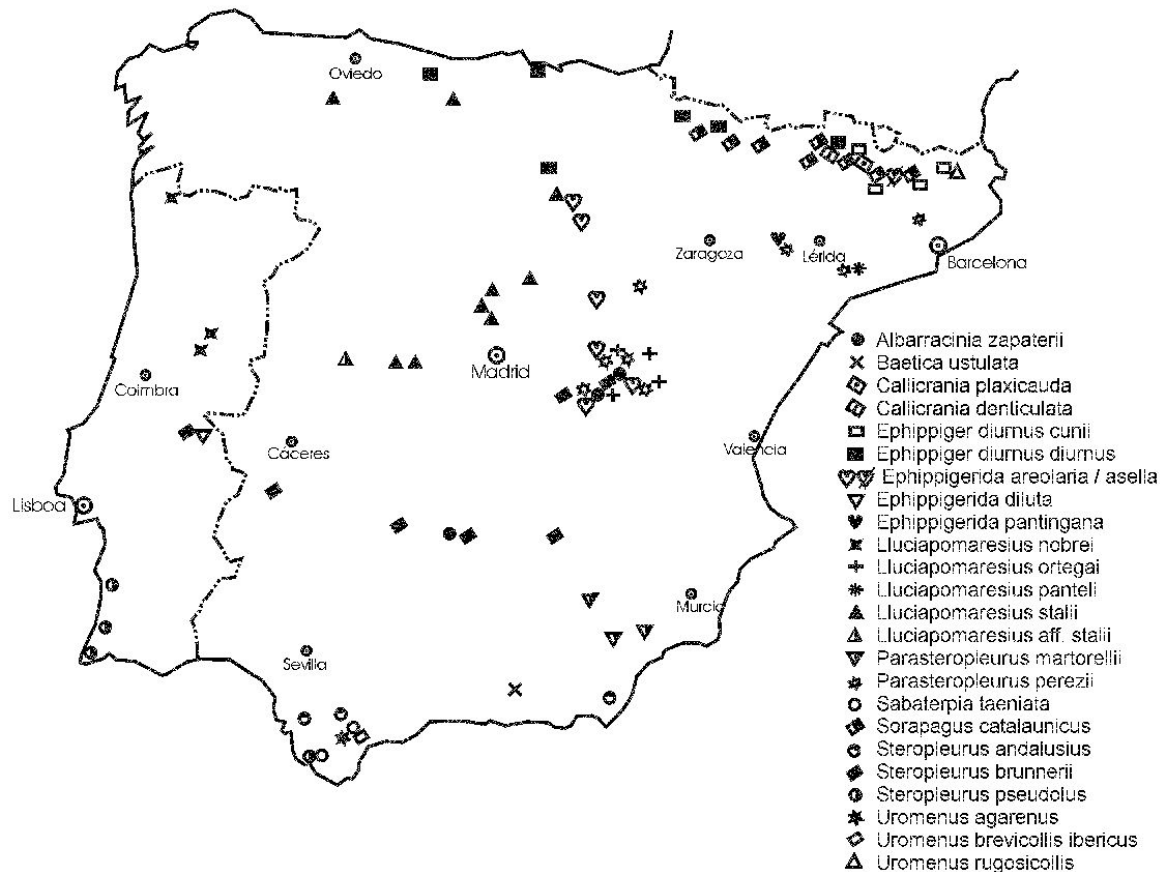 Oviedo
Zaragoza
Lérida
Barcelona
Madrid
Coimbra
Cáceres
Valencia
Lisboa
Murcia
Sevilla
Albarracinia zapaterii
Baetica ustulata
Callicrania plaxicauda
Callicrania denticulata
Ephippiger diurnus cunii
Ephippiger diurnus diurnus
Ephippigerida areolaria / asella
Ephippigerida diluta
Ephippigerida pantingana
Lluciapomaresius nobrei
Lluciapomaresius ortegai
Lluciapomaresius panteli
Lluciapomaresius stalii
Lluciapomaresius aff. stalii
Parasteropleurus martorellii
Parasteropleurus perezii
Sabaterpia taeniata
Sorapagus catalaunicus
Steropleurus andalusius
Steropleurus brunnerii
Steropleurus pseudolus
Uromenus agarenus
Uromenus brevicollis ibericus
Uromenus rugosicollis